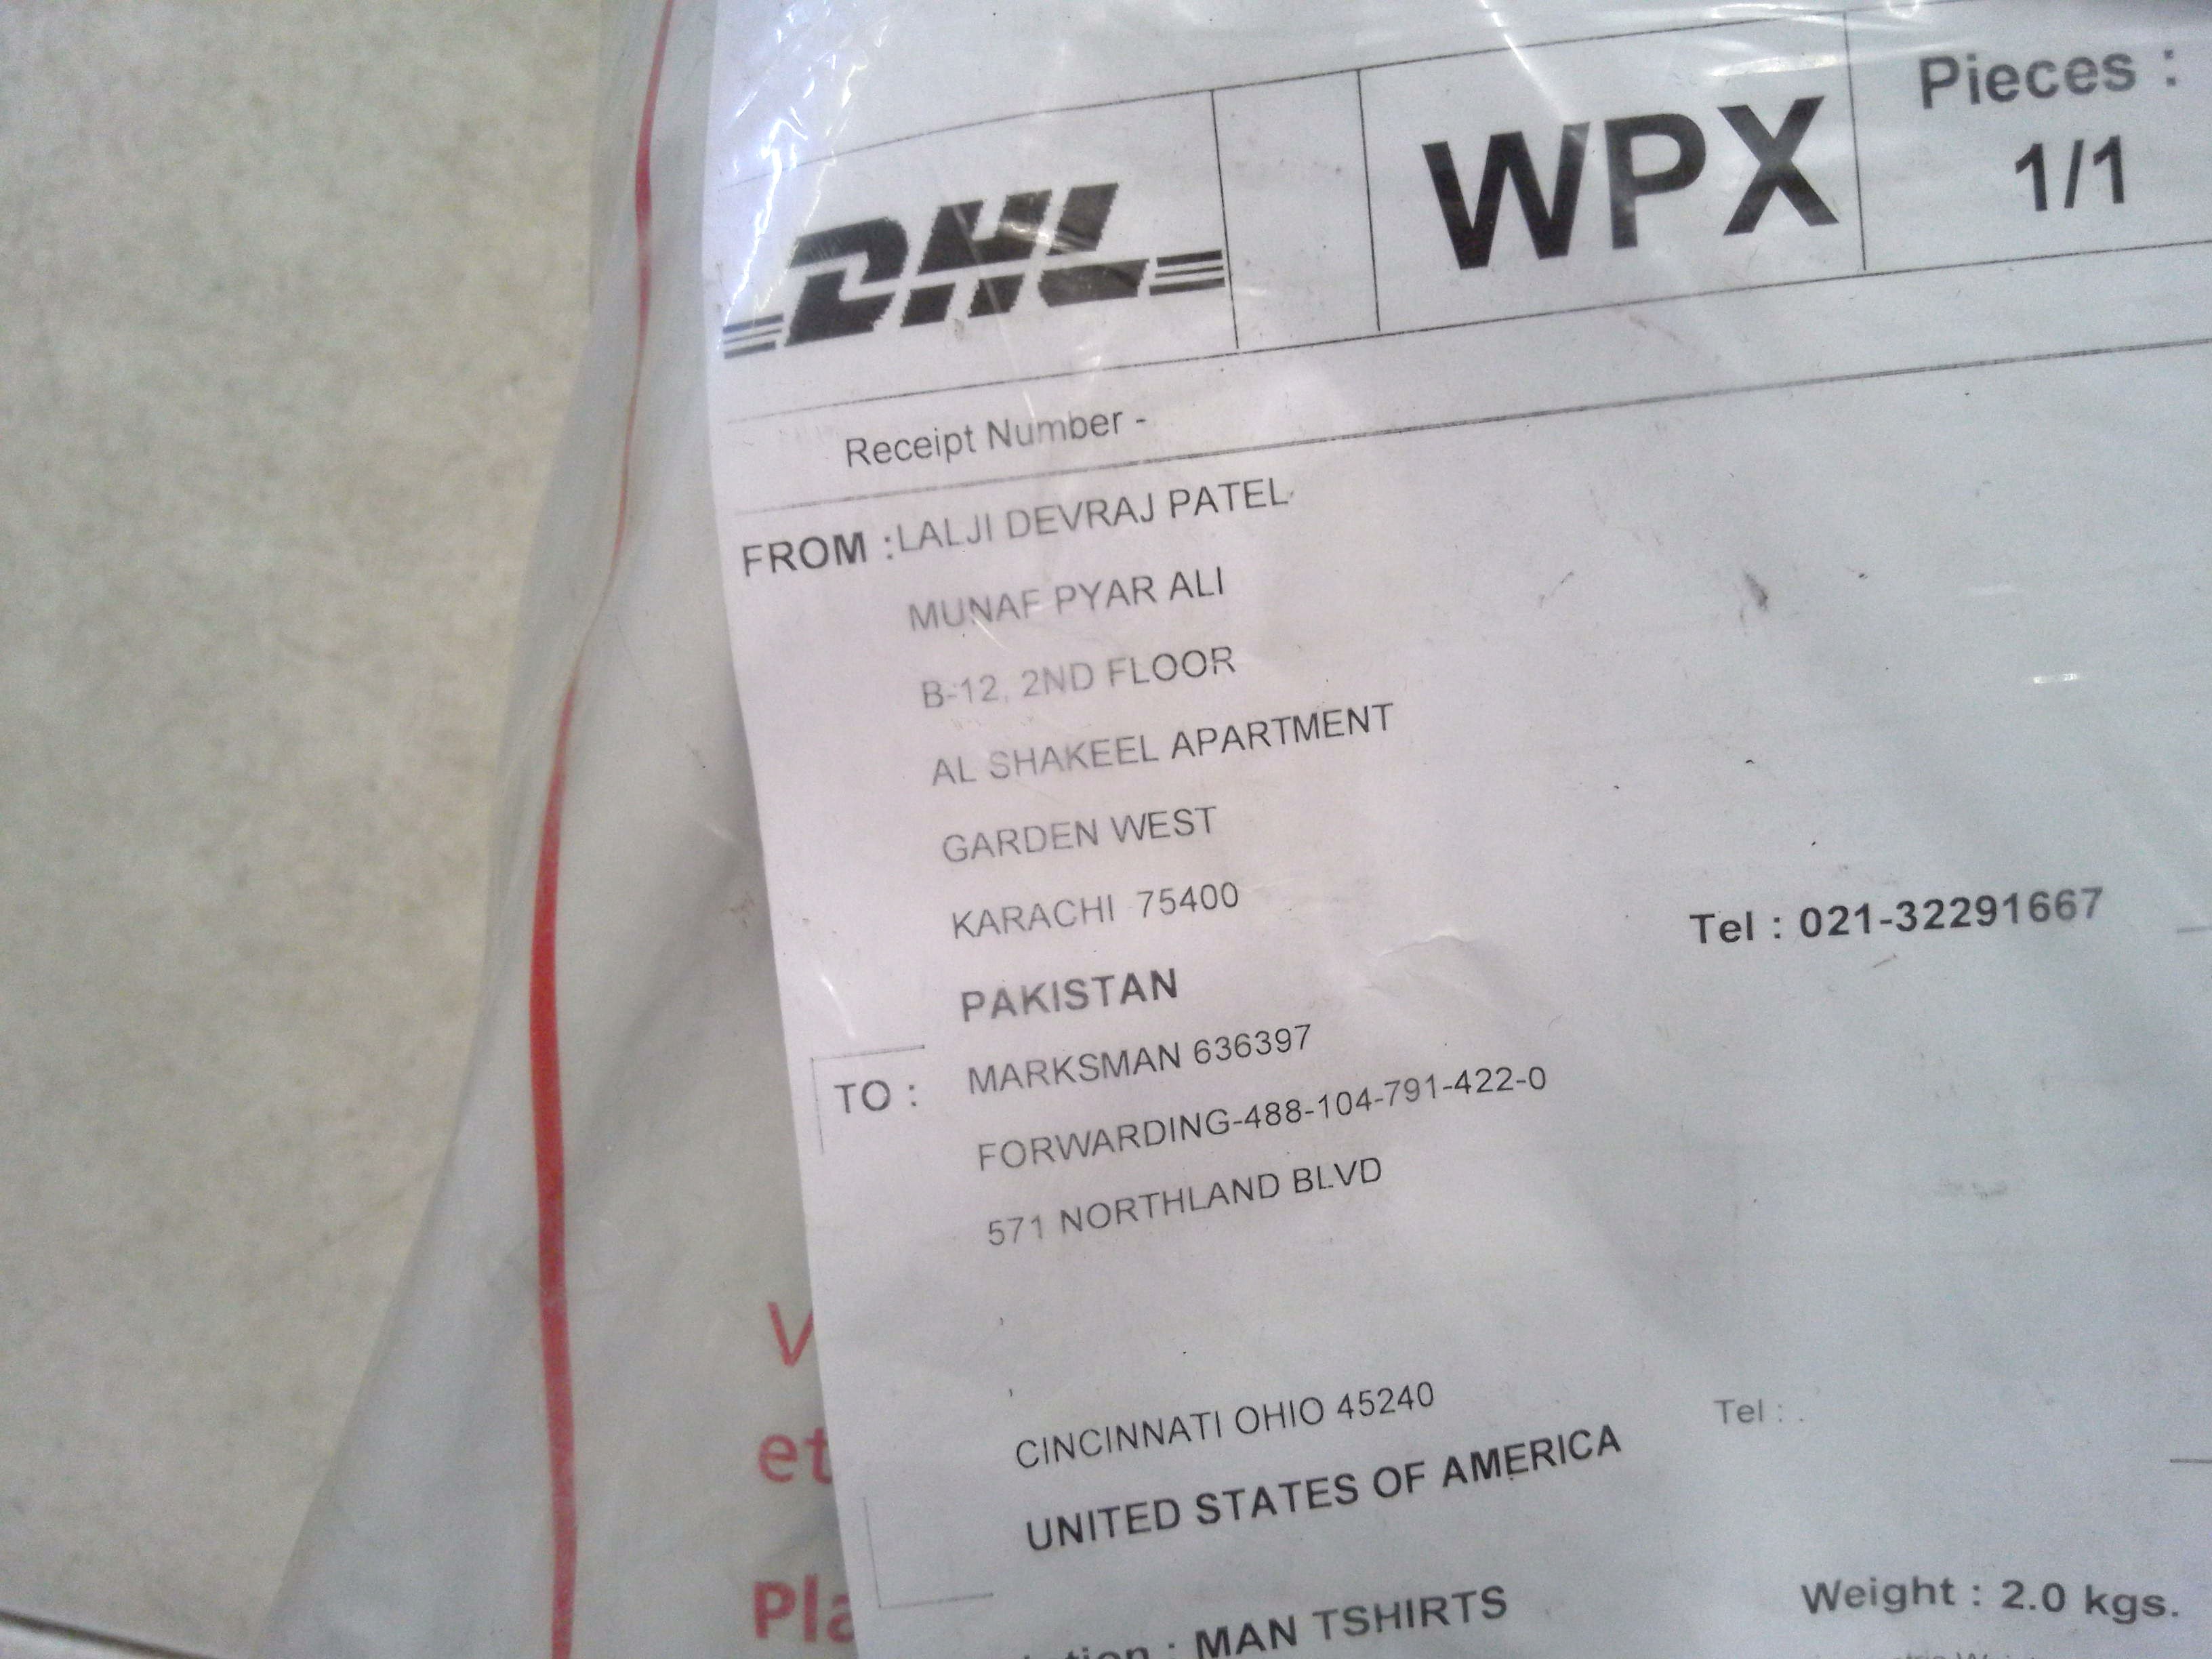 DHL
WPX
Pieces :
1/1
Receipt Number -
FROM : LALJI DEVRAJ PATEL
MUNAF PYAR ALI
B-12, 2ND FLOOR
AL SHAKEEL APARTMENT
GARDEN WEST
KARACHI 75400
Tel : 021-32291667
PAKISTAN
TO : MARKSMAN 636397
FORWARDING-488-104-791-422-0
571 NORTHLAND BLVD
CINCINNATI OHIO 45240
Tel : .
UNITED STATES OF AMERICA
: MAN TSHIRTS
Weight : 2.0 kgs.
V
et
Pla